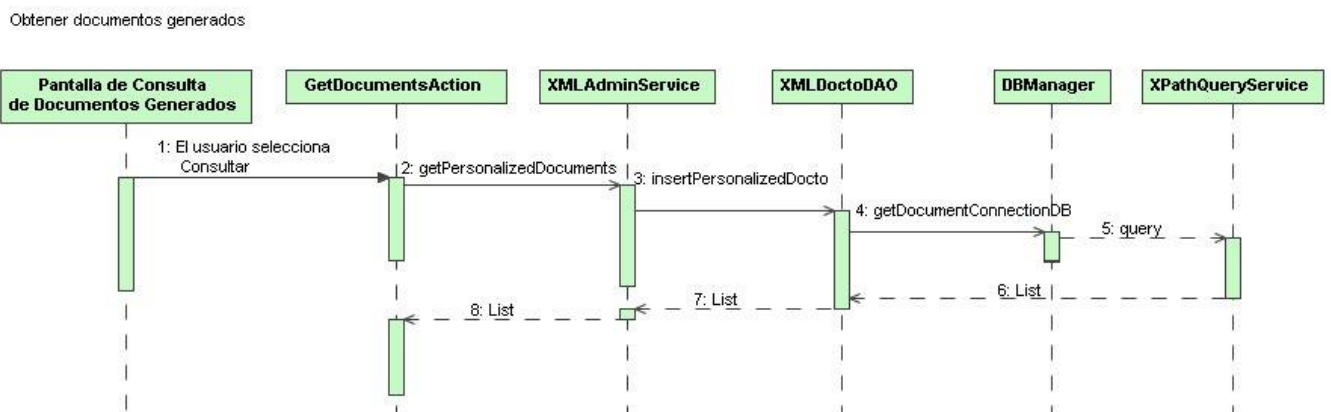 Obtener documentos generados
Pantalla de Consulta
de Documentos Generados
GetDocumentsAction
XMLAdminService
XMLDoctoDAO
DBManager
XPathQueryService
1: El usuario selecciona
Consultar
2: getPersonalizedDocuments
3: insertPersonalizedDocto
4: getDocumentConnectionDB
5: query
6: List
7: List
8: List